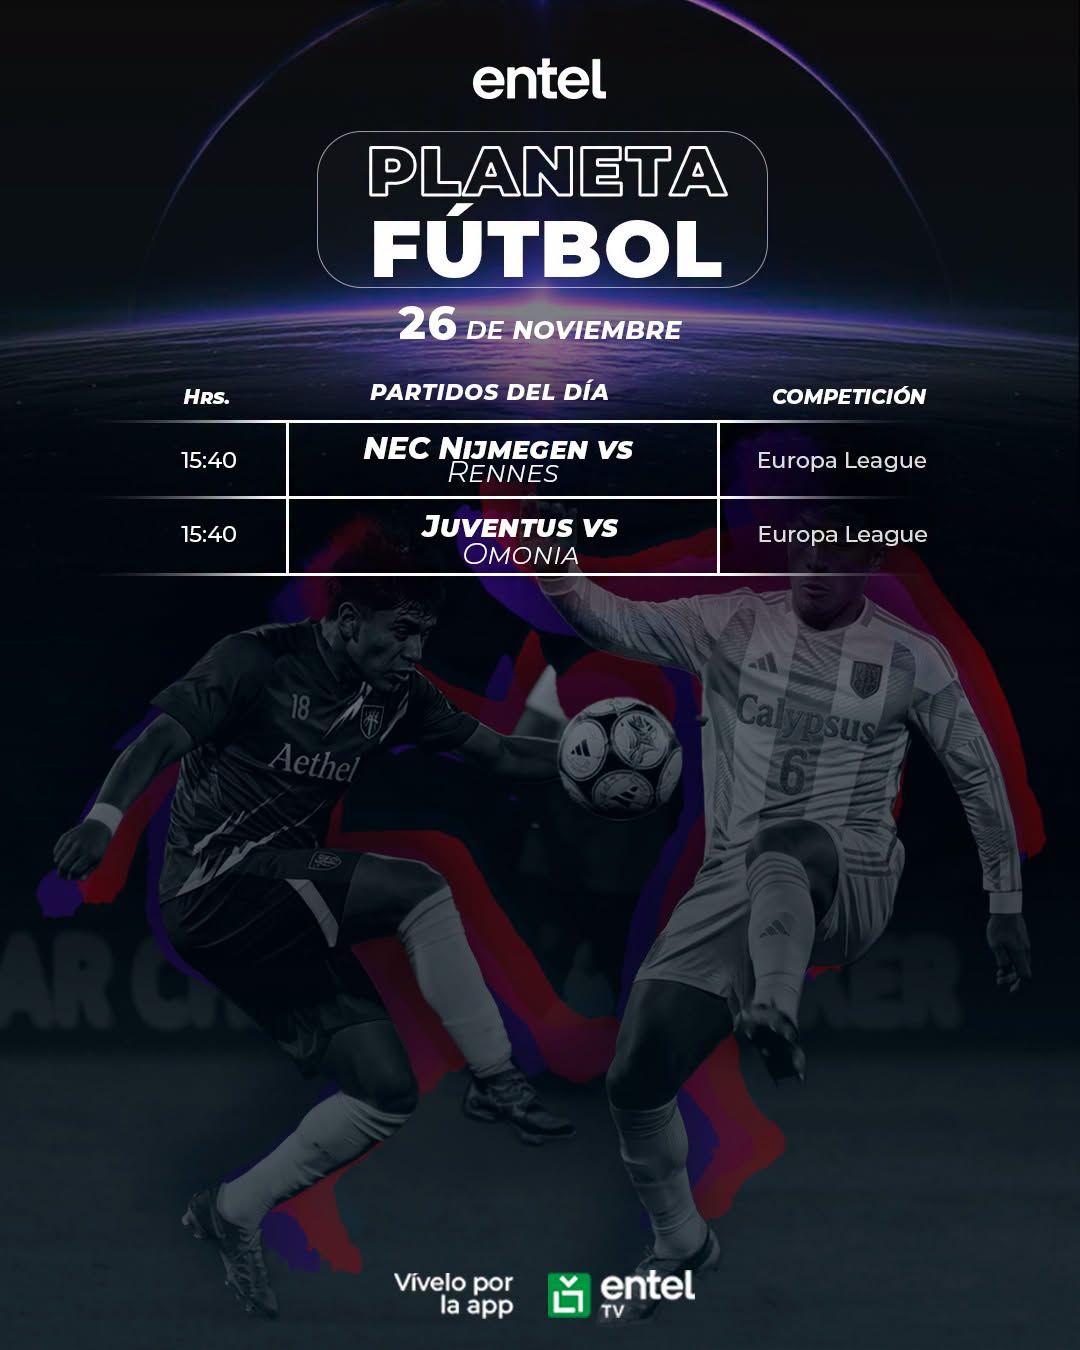 entel
PLANETA
FÚTBOL
26 DE NOVIEMBRE
HRS. PARTIDOS DEL DÍA COMPETICIÓN
15:40 NEC NIJMEGEN VS Europa League
RENNES
15:40 JUVENTUS VS Europa League
OMONIA
18
Aethel
Calypsus
6
Vívelo por
la app
entel
TV